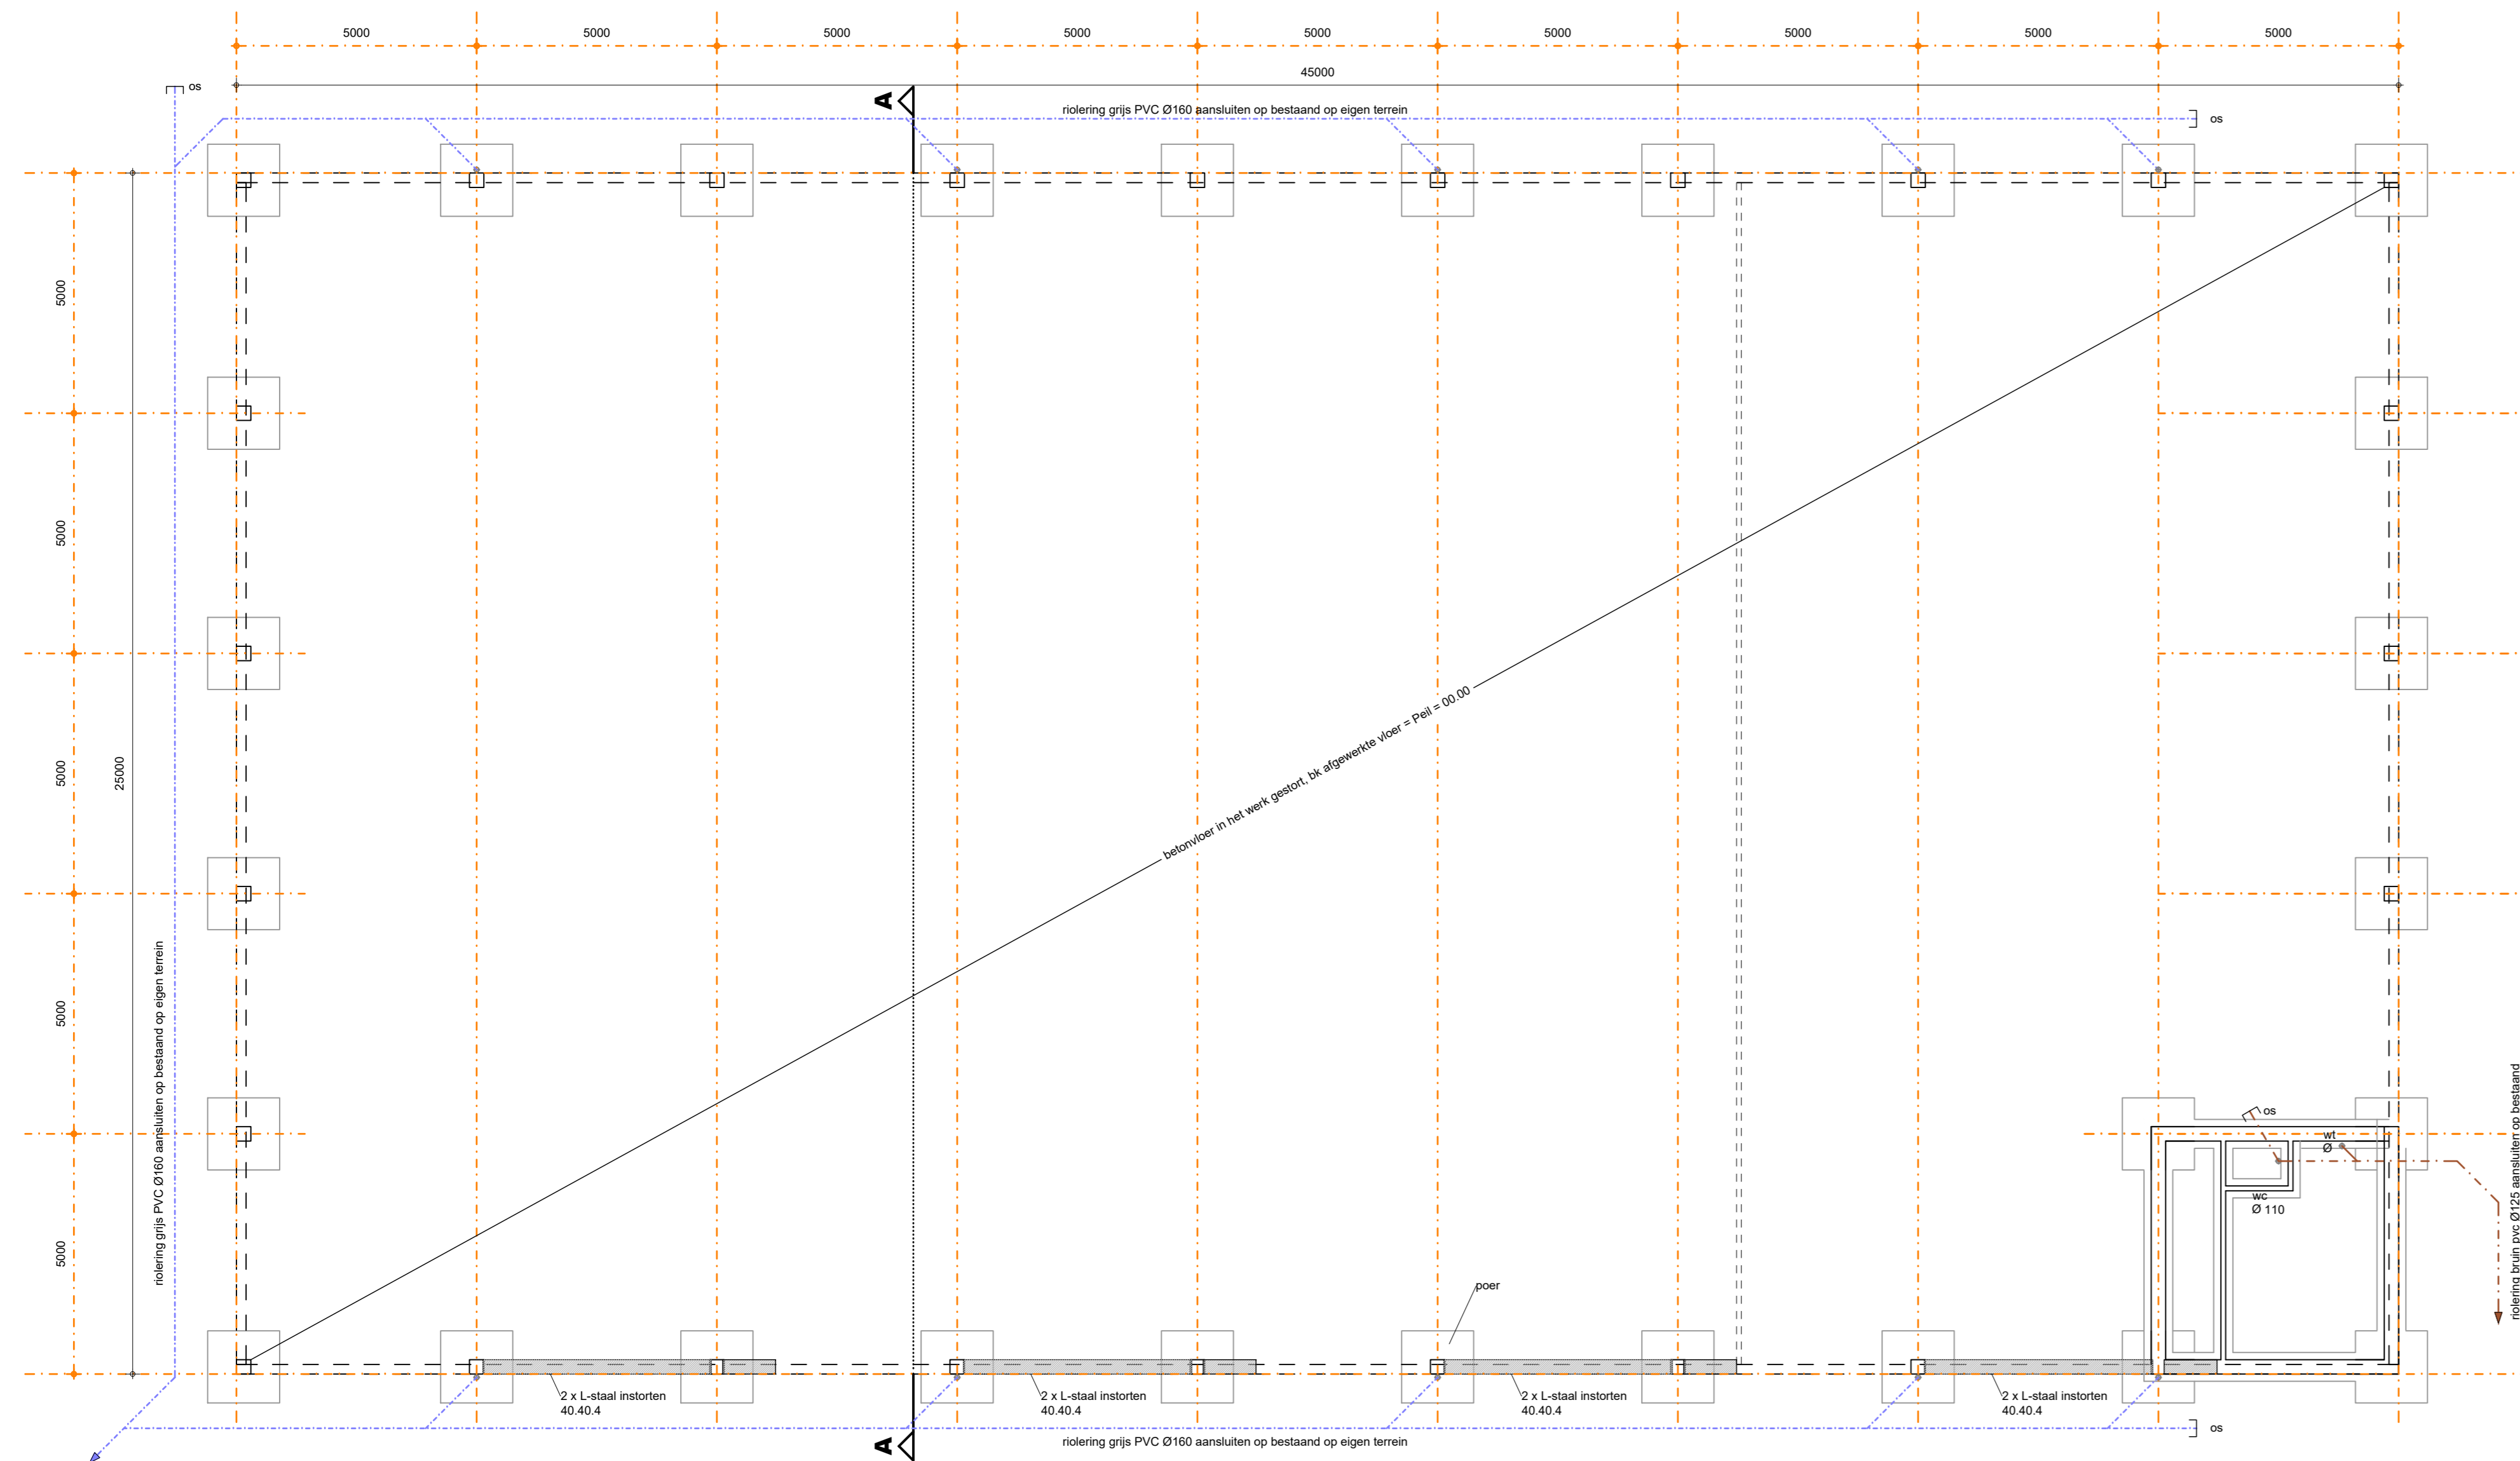 5000 5000 5000 5000 5000 5000 5000 5000 5000
45000
os
A
riolering grijs PVC Ø160 aansluiten op bestaand op eigen terrein
os
5000
5000
5000
5000
5000
25000
riolering grijs PVC Ø160 aansluiten op bestaand op eigen terrein
betonvloer in het werk gestort, bk afgewerkte vloer = Peil = 00.00
os
wt
Ø
wc
Ø 110
riolering bruin pvc Ø125 aansluiten op bestaand
poer
2 x L-staal instorten
40.40.4
2 x L-staal instorten
40.40.4
2 x L-staal instorten
40.40.4
2 x L-staal instorten
40.40.4
A
riolering grijs PVC Ø160 aansluiten op bestaand op eigen terrein
os